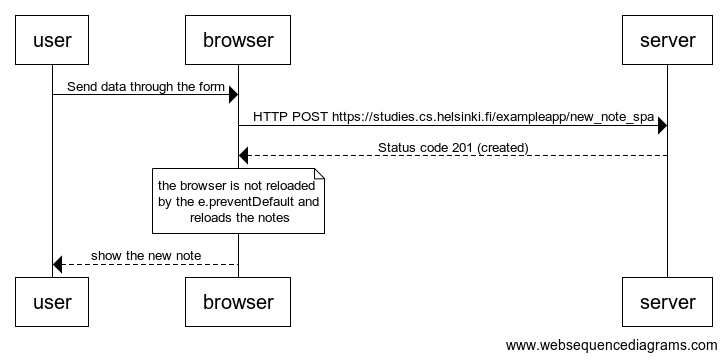 user
browser
server
Send data through the form
HTTP POST https://studies.cs.helsinki.fi/exampleapp/new_note_spa
Status code 201 (created)
the browser is not reloaded
by the e.preventDefault and
reloads the notes
show the new note
user
browser
server
www.websequencediagrams.com